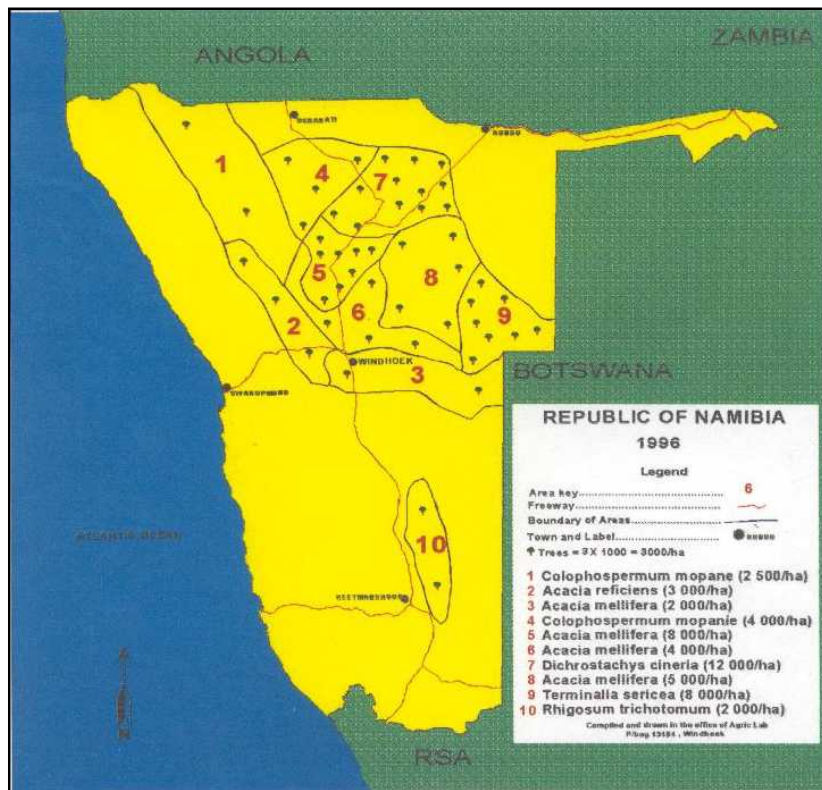 ANGOLA
ZAMBIA
1
4
7
5
8
6
9
2
WINDHOEK
3
BOTSWANA
10
RSA
REPUBLIC OF NAMIBIA
1996
Legend
Area key 6
Freeway
Boundary of Areas
Town and Label
Trees = 3 X 1000 = 3000/ha
1 Colophospermum mopane (2 500/ha)
2 Acacia reficiens (3 000/ha)
3 Acacia mellifera (2 000/ha)
4 Colophospermum mopanie (4 000/ha)
5 Acacia mellifera (8 000/ha)
6 Acacia mellifera (4 000/ha)
7 Dichrostachys cineria (12 000/ha)
8 Acacia mellifera (5 000/ha)
9 Terminalia sericea (8 000/ha)
10 Rhigosum trichotomum (2 000/ha)
Compiled and drawn in the office of Agric Lab
Windhoek